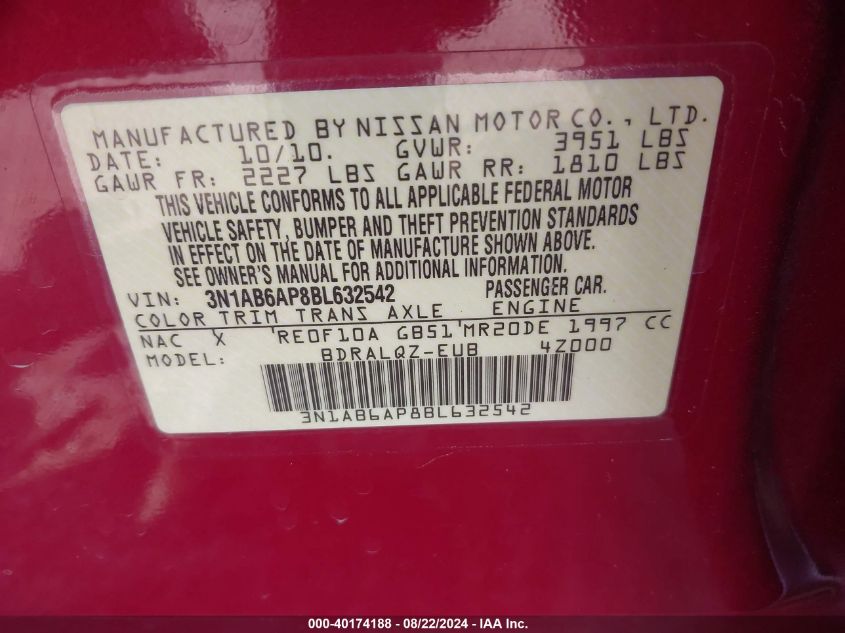 MANUFACTURED BY NISSAN MOTOR CO., LTD.
DATE: 10/10. GVWR: 3951 LBS
GAWR FR: 2227 LBS GAWR RR: 1810 LBS
THIS VEHICLE CONFORMS TO ALL APPLICABLE FEDERAL MOTOR
VEHICLE SAFETY, BUMPER AND THEFT PREVENTION STANDARDS
IN EFFECT ON THE DATE OF MANUFACTURE SHOWN ABOVE.
SEE OWNER'S MANUAL FOR ADDITIONAL INFORMATION.
VIN: 3N1AB6AP8BL632542 PASSENGER CAR.
COLOR TRIM TRANS AXLE ENGINE
NAC X 'RE0F10A GB51'MR20DE 1997 CC
MODEL: BDRALQZ-EUB 4Z000
3N1AB6AP8BL632542
000-40174188 - 08/22/2024 - IAAI Inc.